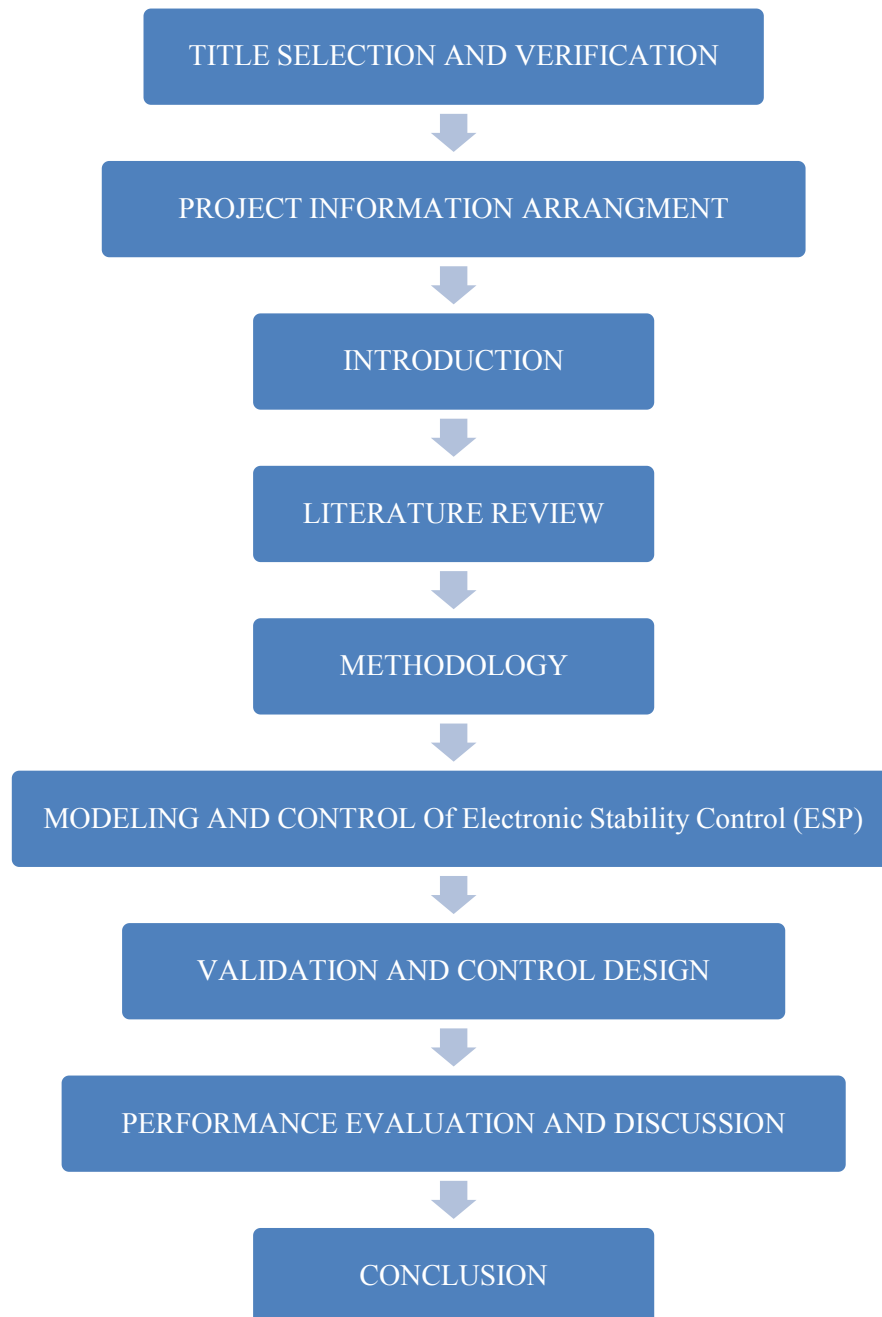 TITLE SELECTION AND VERIFICATION
PROJECT INFORMATION ARRANGMENT
INTRODUCTION
LITERATURE REVIEW
METHODOLOGY
MODELING AND CONTROL Of Electronic Stability Control (ESP)
VALIDATION AND CONTROL DESIGN
PERFORMANCE EVALUATION AND DISCUSSION
CONCLUSION